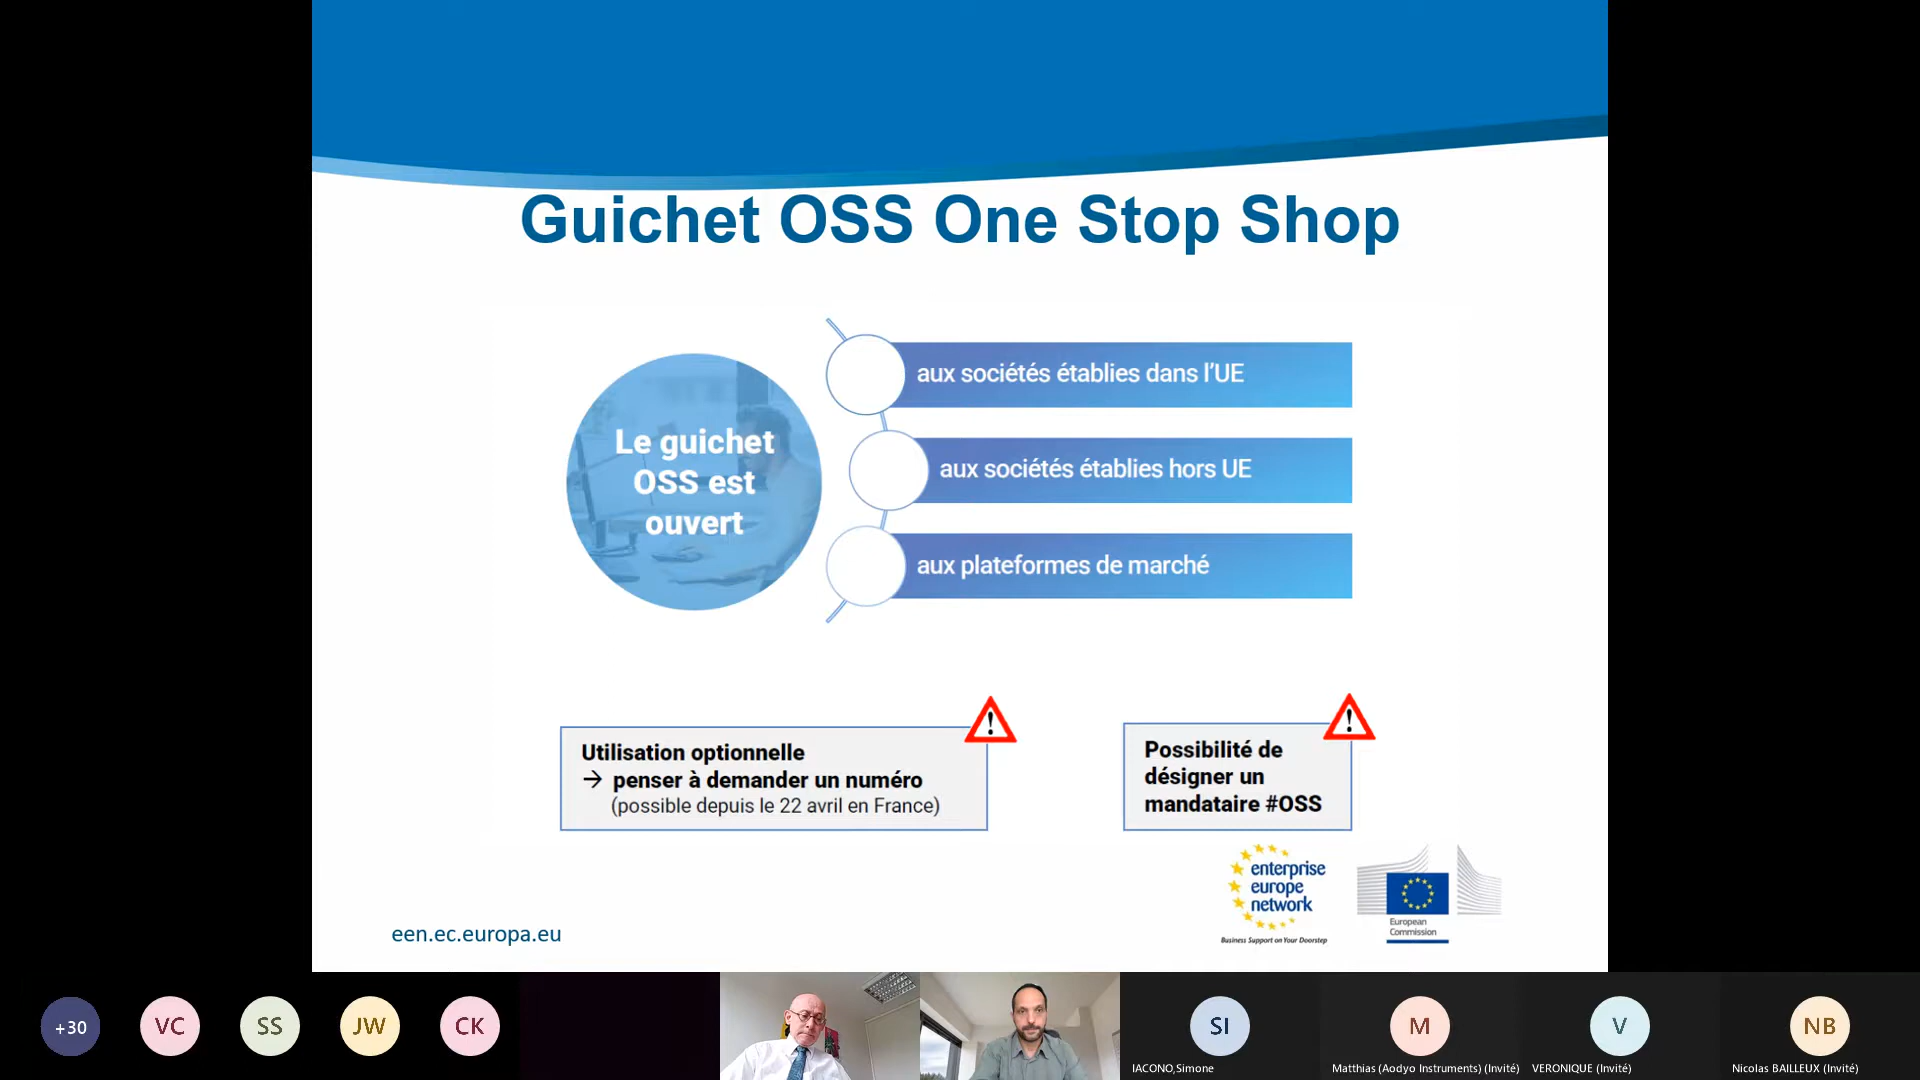 Guichet OSS One Stop Shop
Le guichet
OSS est
ouvert
aux sociétés établies dans l’UE
aux sociétés établies hors UE
aux plateformes de marché
!
Utilisation optionnelle
→ penser à demander un numéro
(possible depuis le 22 avril en France)
!
Possibilité de
désigner un
mandataire #OSS
enterprise
europe
network
Business Support on Your Doorstep
European
Commission
een.ec.europa.eu
+30
VC
SS
JW
CK
SI
IACONO,Simone
M
Matthias (Aodyo Instruments) (Invité)
V
VERONIQUE (Invité)
NB
Nicolas BAILLEUX (Invité)